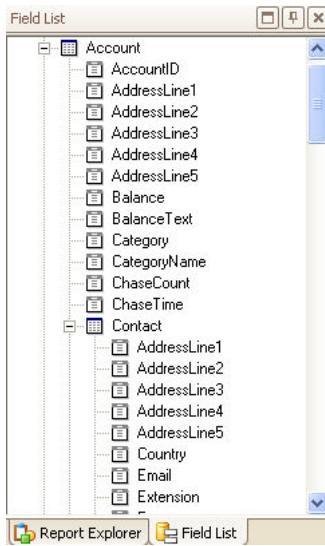 Field List
Account
AccountID
AddressLine1
AddressLine2
AddressLine3
AddressLine4
AddressLine5
Balance
BalanceText
Category
CategoryName
ChaseCount
ChaseTime
Contact
AddressLine1
AddressLine2
AddressLine3
AddressLine4
AddressLine5
Country
Email
Extension
Report Explorer Field List